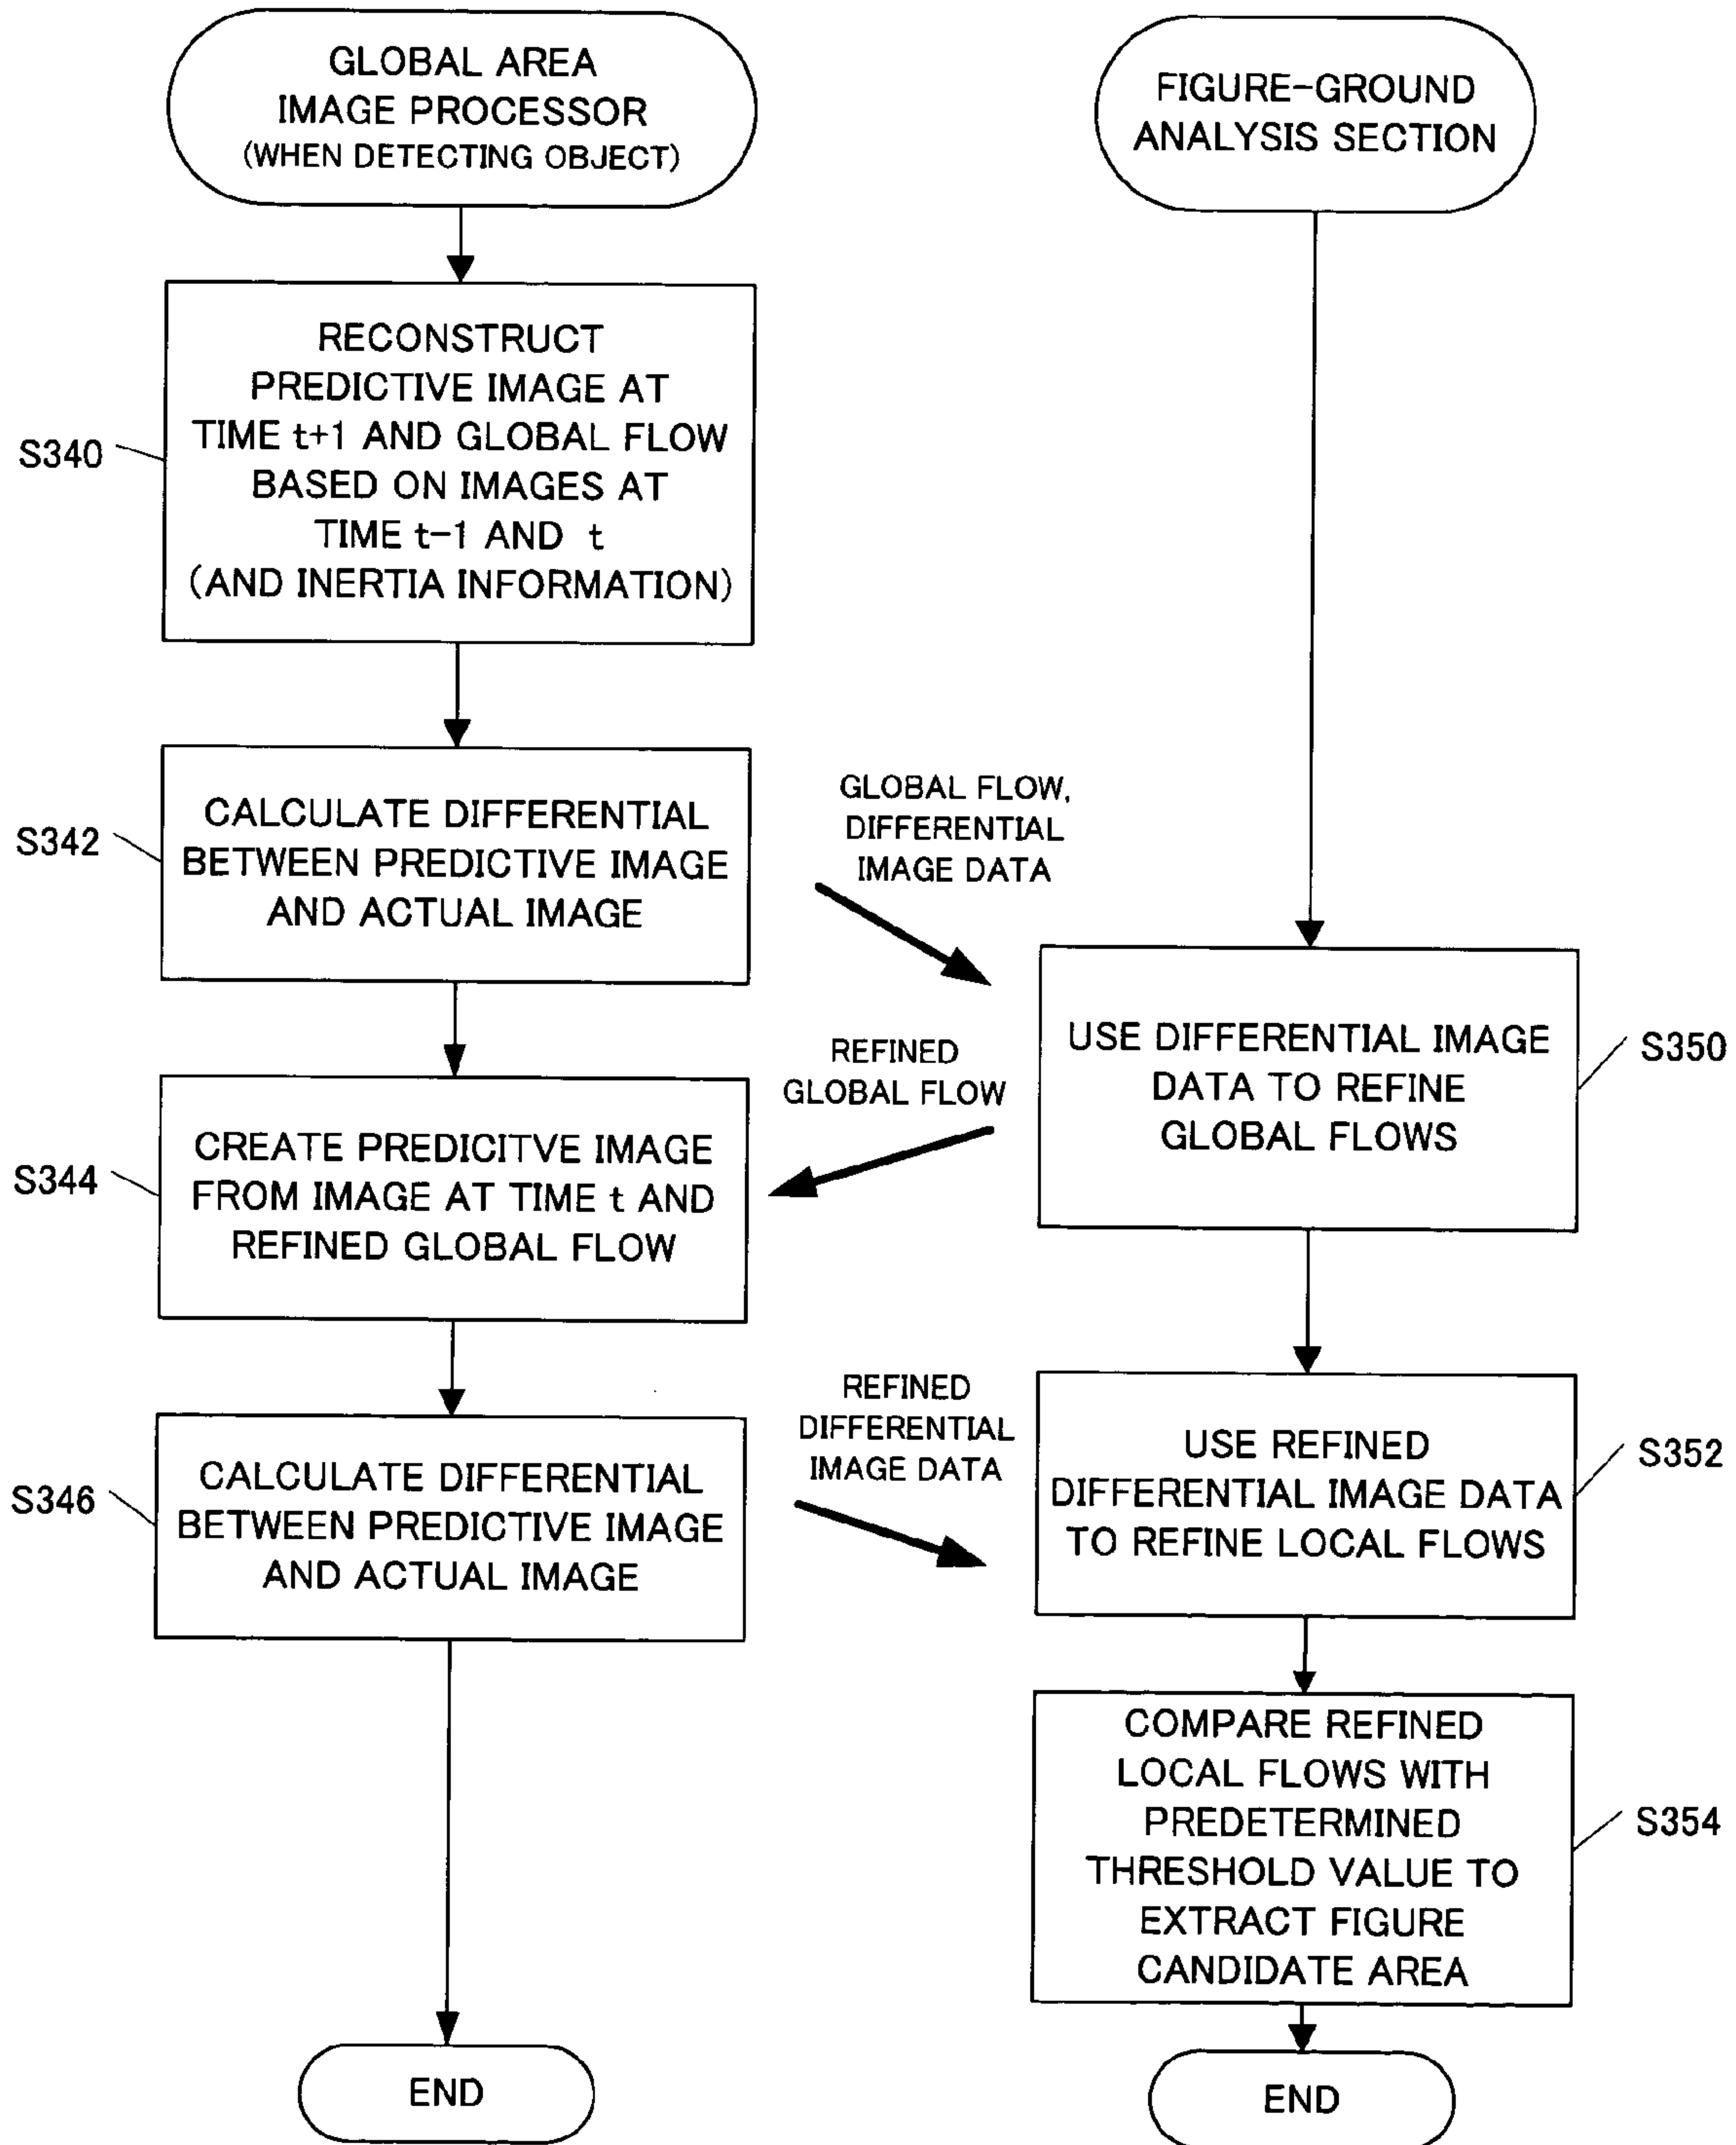 GLOBAL AREA
IMAGE PROCESSOR
(WHEN DETECTING OBJECT)
S340
RECONSTRUCT
PREDICTIVE IMAGE AT
TIME t+1 AND GLOBAL FLOW
BASED ON IMAGES AT
TIME t-1 AND t
(AND INERTIA INFORMATION)
S342
CALCULATE DIFFERENTIAL
BETWEEN PREDICTIVE IMAGE
AND ACTUAL IMAGE
S344
CREATE PREDICITVE IMAGE
FROM IMAGE AT TIME t AND
REFINED GLOBAL FLOW
S346
CALCULATE DIFFERENTIAL
BETWEEN PREDICTIVE IMAGE
AND ACTUAL IMAGE
END
GLOBAL FLOW,
DIFFERENTIAL
IMAGE DATA
REFINED
GLOBAL FLOW
REFINED
DIFFERENTIAL
IMAGE DATA
FIGURE-GROUND
ANALYSIS SECTION
USE DIFFERENTIAL IMAGE
DATA TO REFINE
GLOBAL FLOWS
S350
USE REFINED
DIFFERENTIAL IMAGE DATA
TO REFINE LOCAL FLOWS
S352
COMPARE REFINED
LOCAL FLOWS WITH
PREDETERMINED
THRESHOLD VALUE TO
EXTRACT FIGURE
CANDIDATE AREA
S354
END